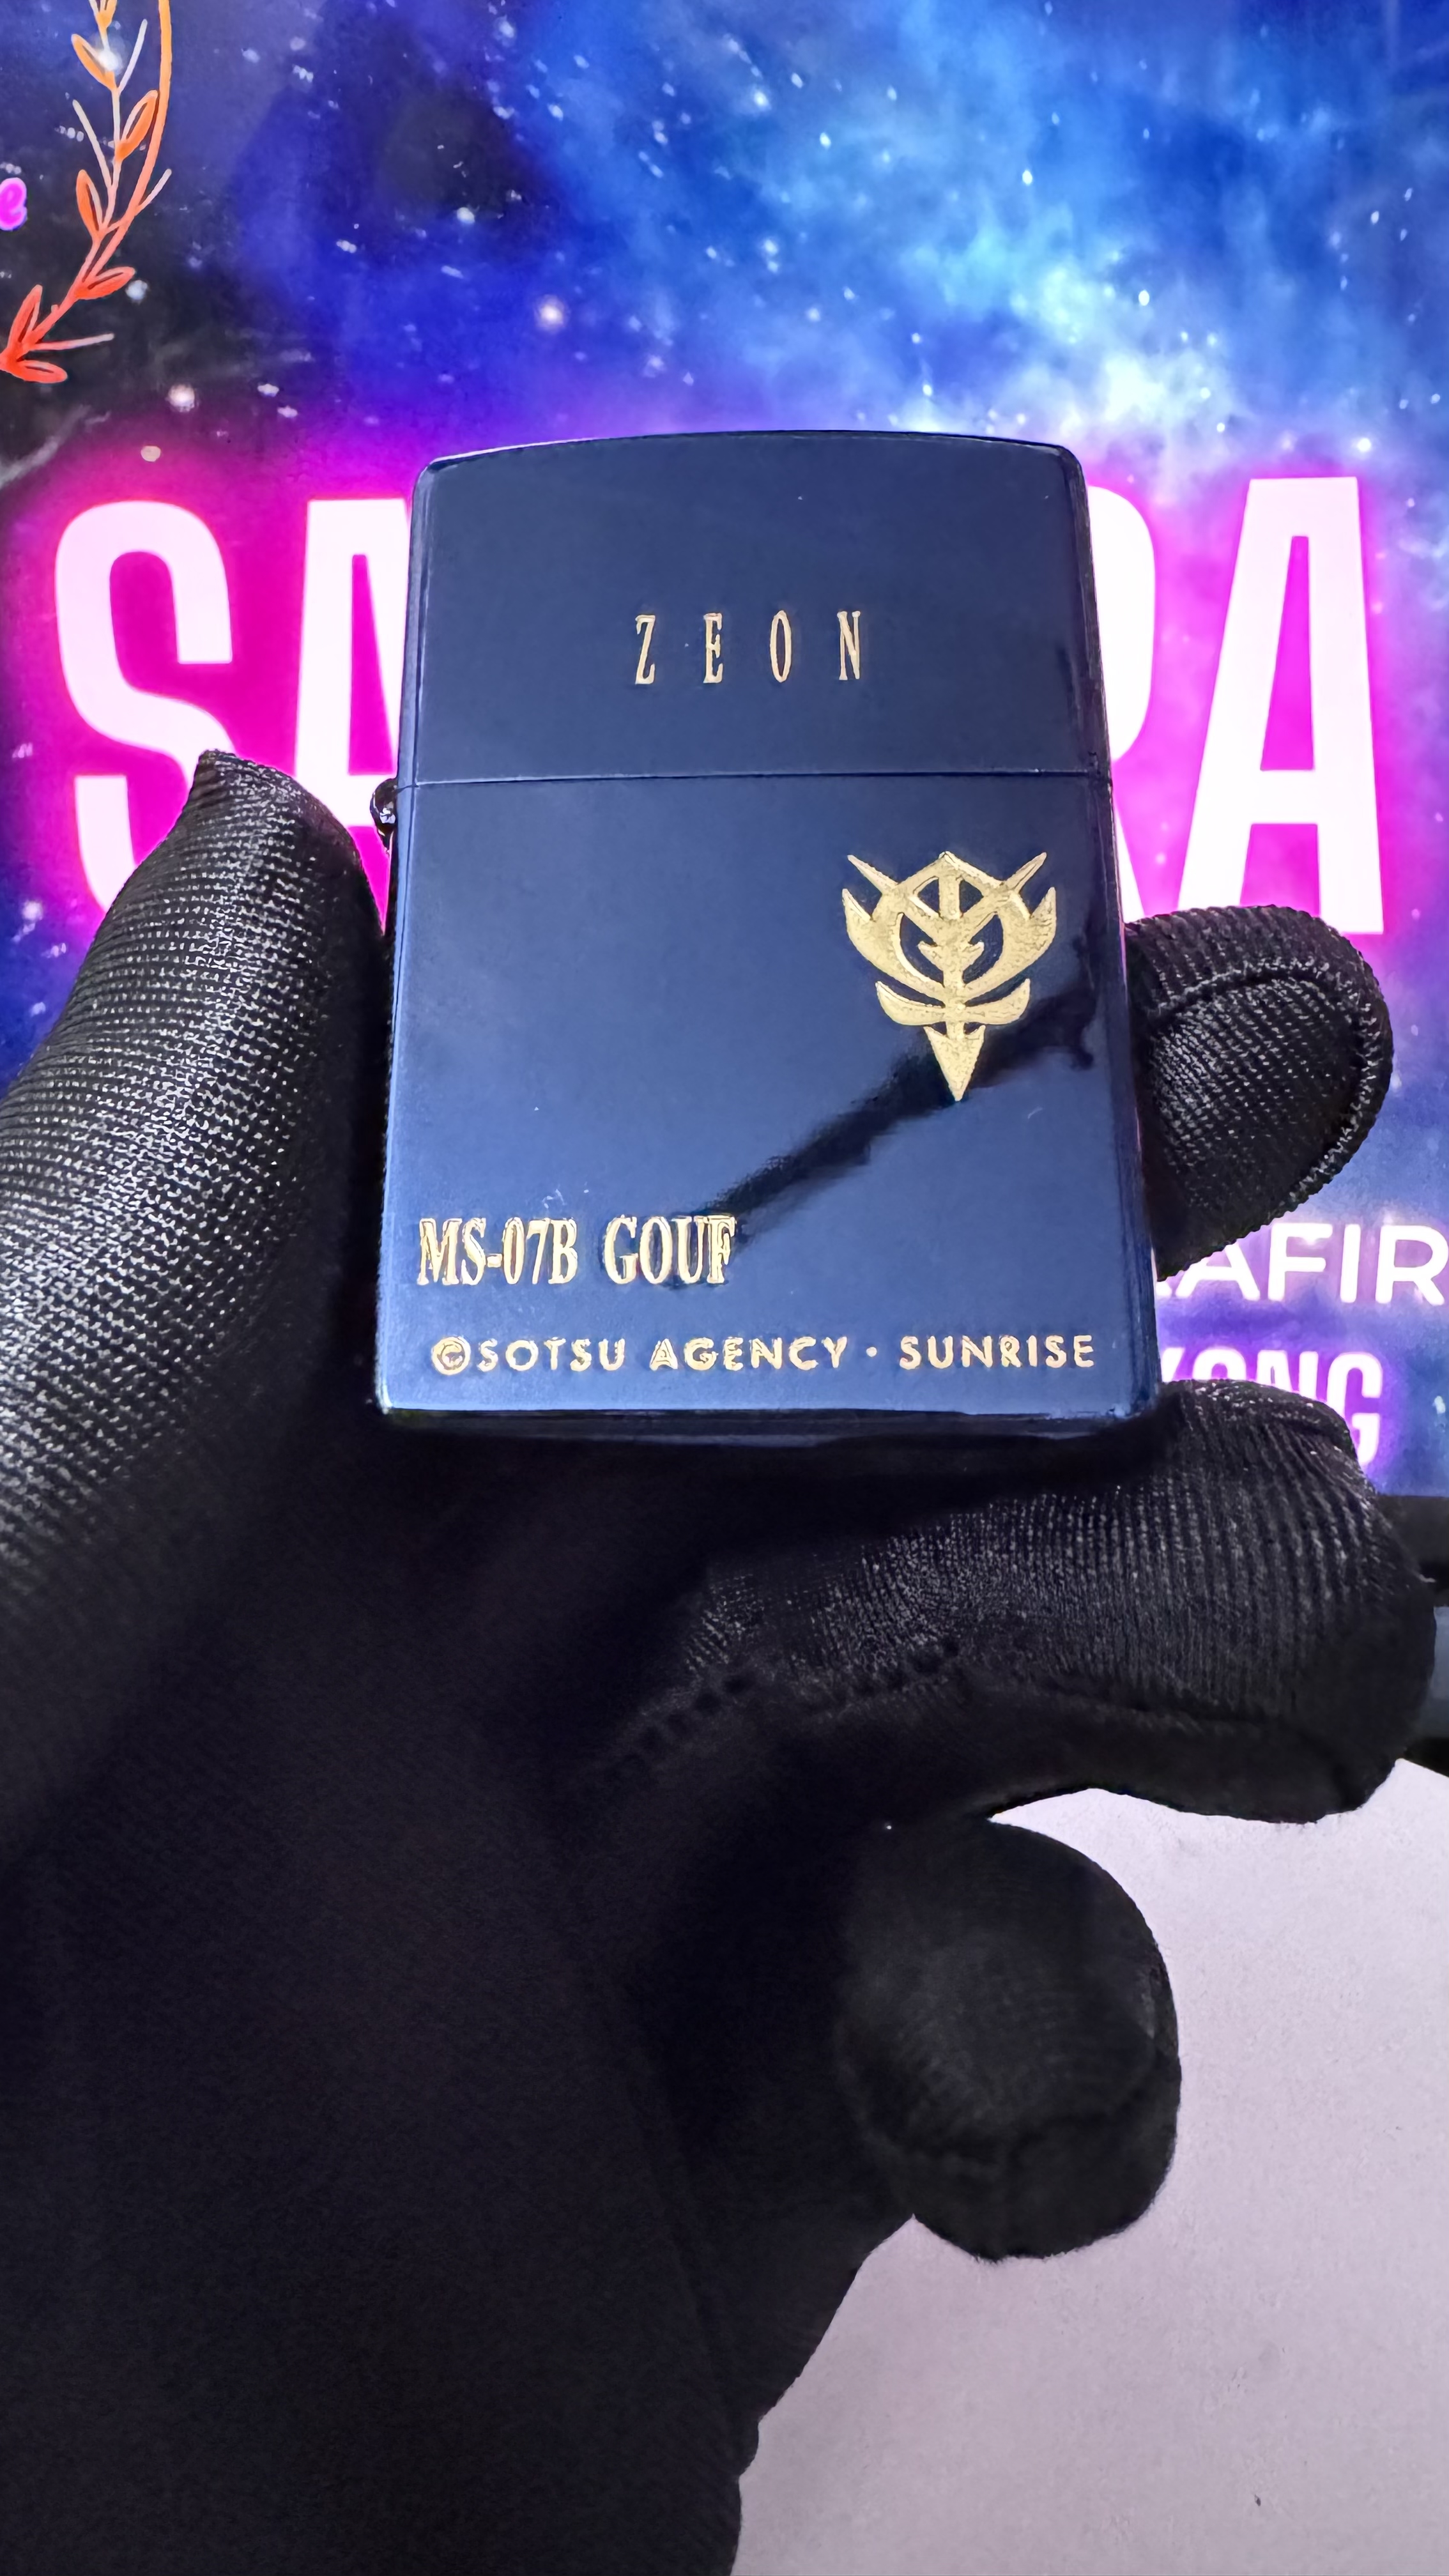 ZEON
MS-07B GOUF
©SOTSU AGENCY · SUNRISE